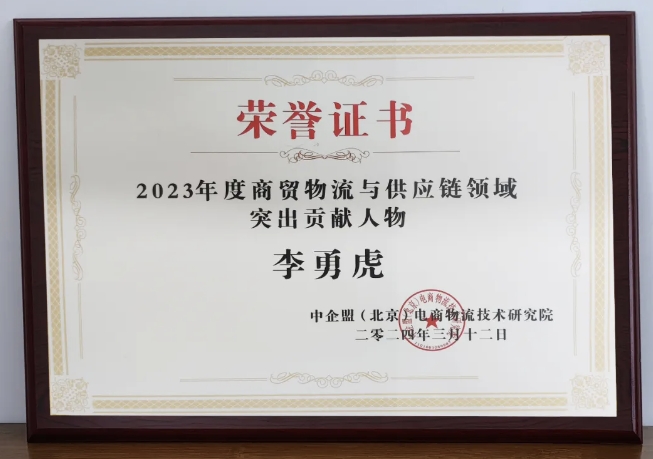 荣誉证书
2023年度商贸物流与供应链领域
突出贡献人物
李勇虎
中企盟（北京）电商物流技术研究院
二零二四年三月十二日